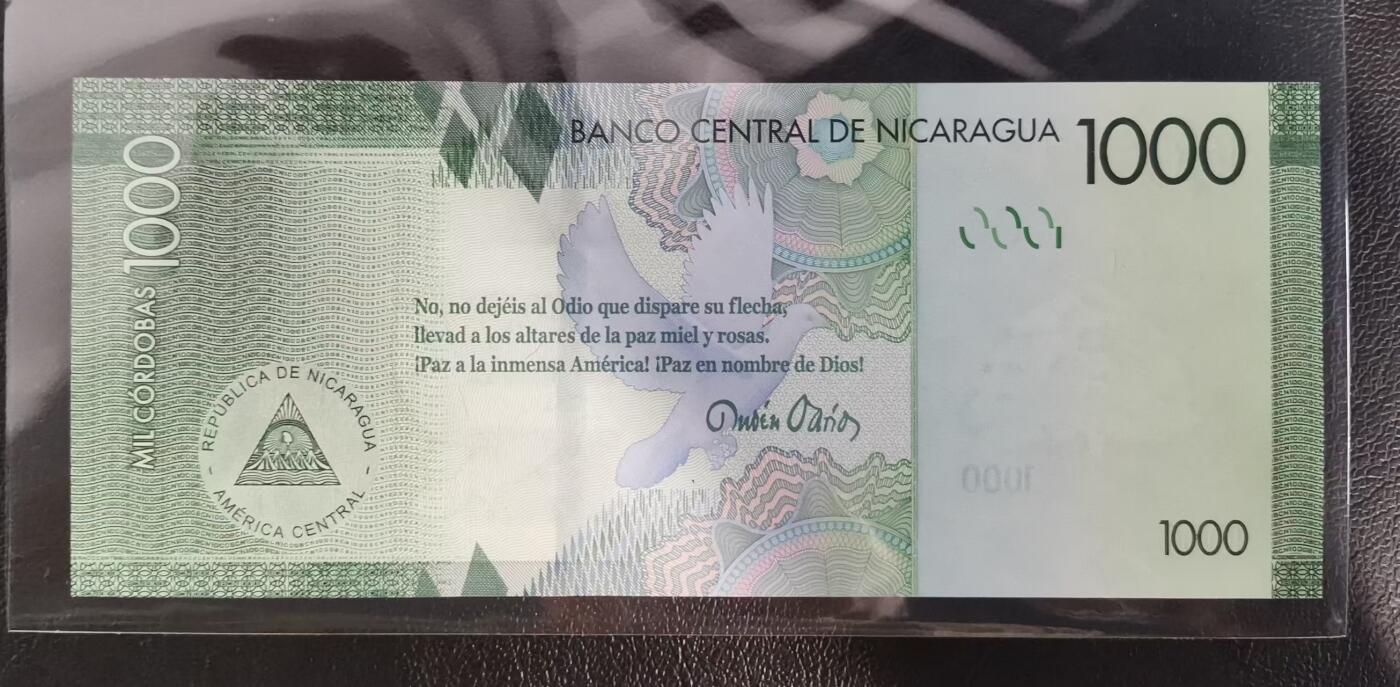 BANCO CENTRAL DE NICARAGUA 1000
MIL CÓRDOBAS 1000
No, no dejéis al Odio que dispare su flecha,
llevad a los altares de la paz miel y rosas.
¡Paz a la inmensa América! ¡Paz en nombre de Dios!
Rubén Darío
REPÚBLICA DE NICARAGUA
- AMÉRICA CENTRAL -
1000
1000